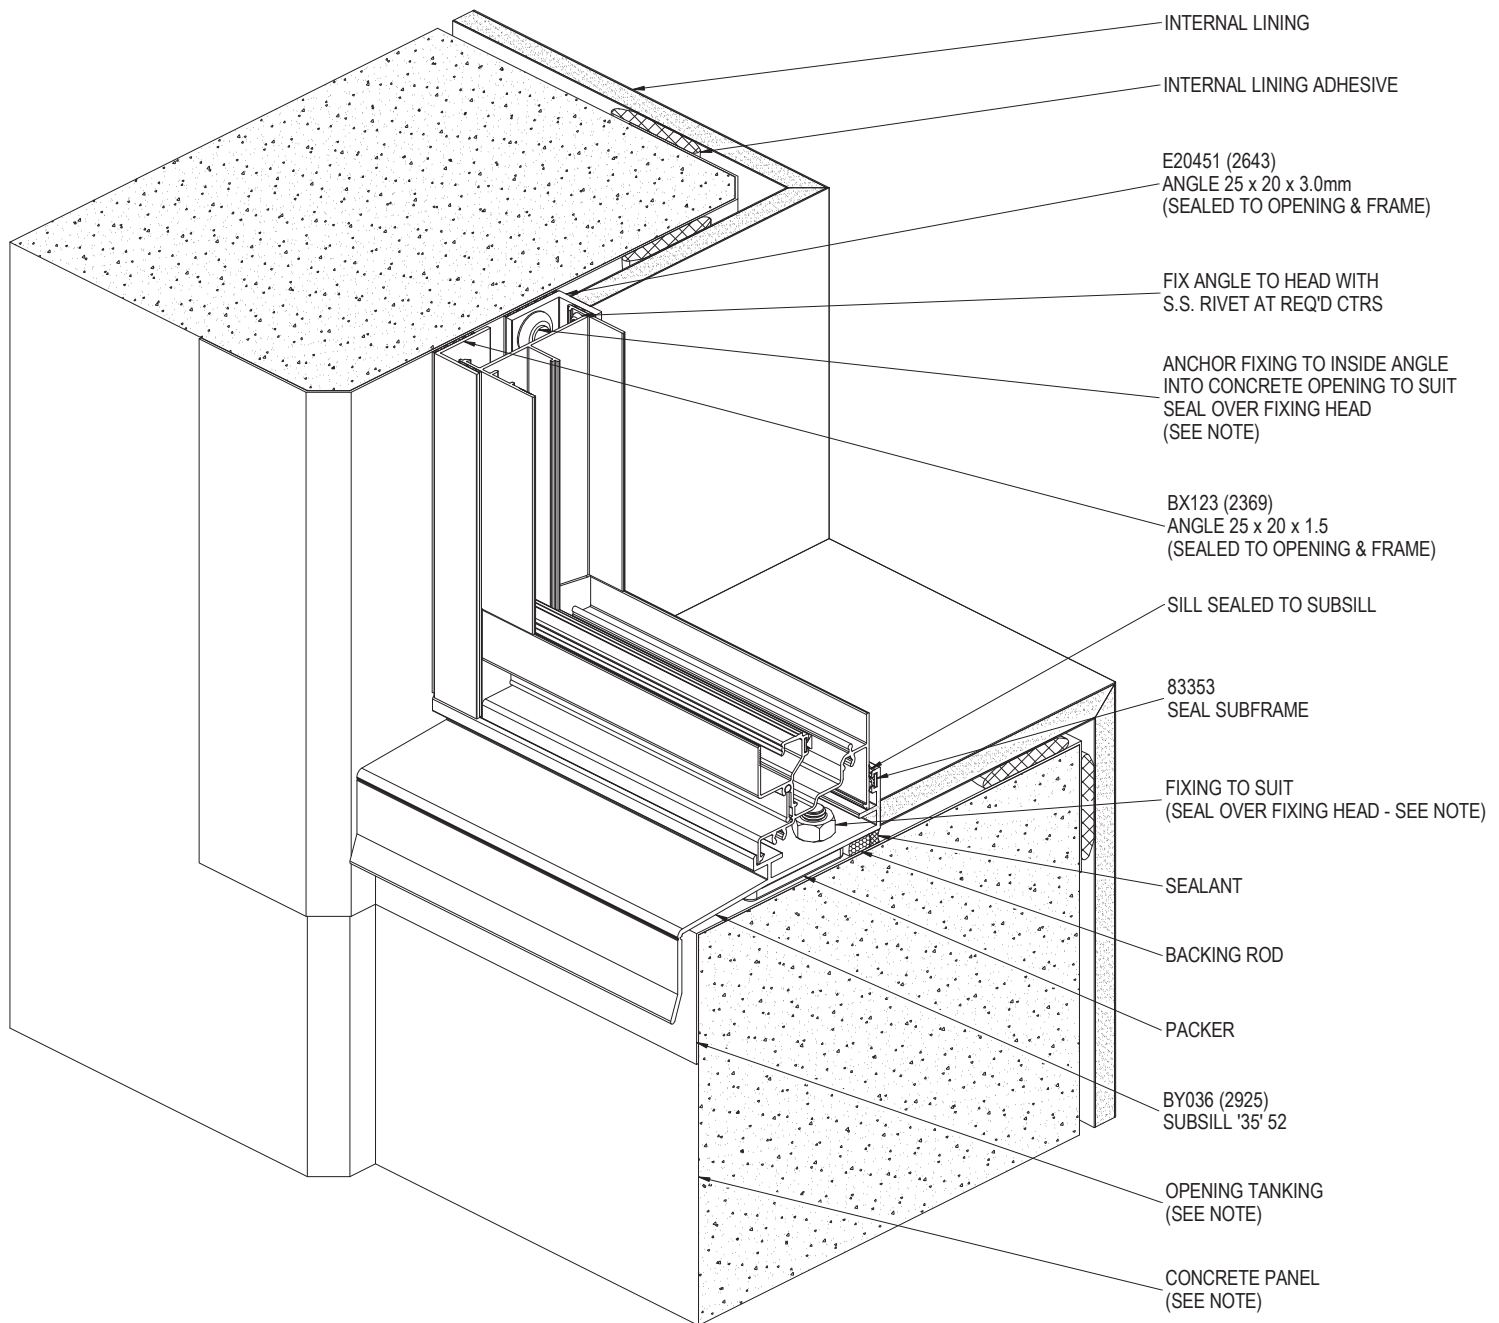 INTERNAL LINING
INTERNAL LINING ADHESIVE
E20451 (2643)
ANGLE 25 x 20 x 3.0mm
(SEALED TO OPENING & FRAME)
FIX ANGLE TO HEAD WITH
S.S. RIVET AT REQ'D CTRS
ANCHOR FIXING TO INSIDE ANGLE
INTO CONCRETE OPENING TO SUIT
SEAL OVER FIXING HEAD
(SEE NOTE)
BX123 (2369)
ANGLE 25 x 20 x 1.5
(SEALED TO OPENING & FRAME)
SILL SEALED TO SUBSILL
83353
SEAL SUBFRAME
FIXING TO SUIT
(SEAL OVER FIXING HEAD - SEE NOTE)
SEALANT
BACKING ROD
PACKER
BY036 (2925)
SUBSILL '35' 52
OPENING TANKING
(SEE NOTE)
CONCRETE PANEL
(SEE NOTE)